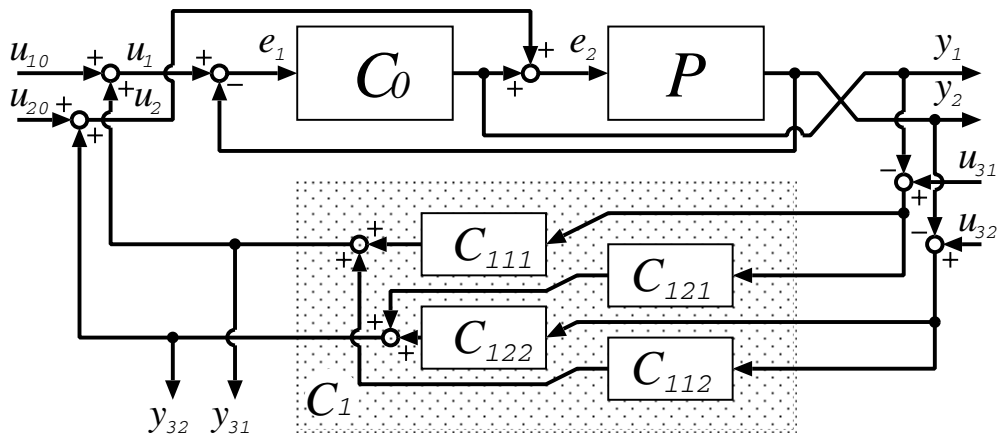 u10 + + u1 + e1 C0 + + e2 P y1
u20 + + u2 − y2
− + u31
− + u32
C111 + +
C121
C122 + +
C112
C1
y32 y31